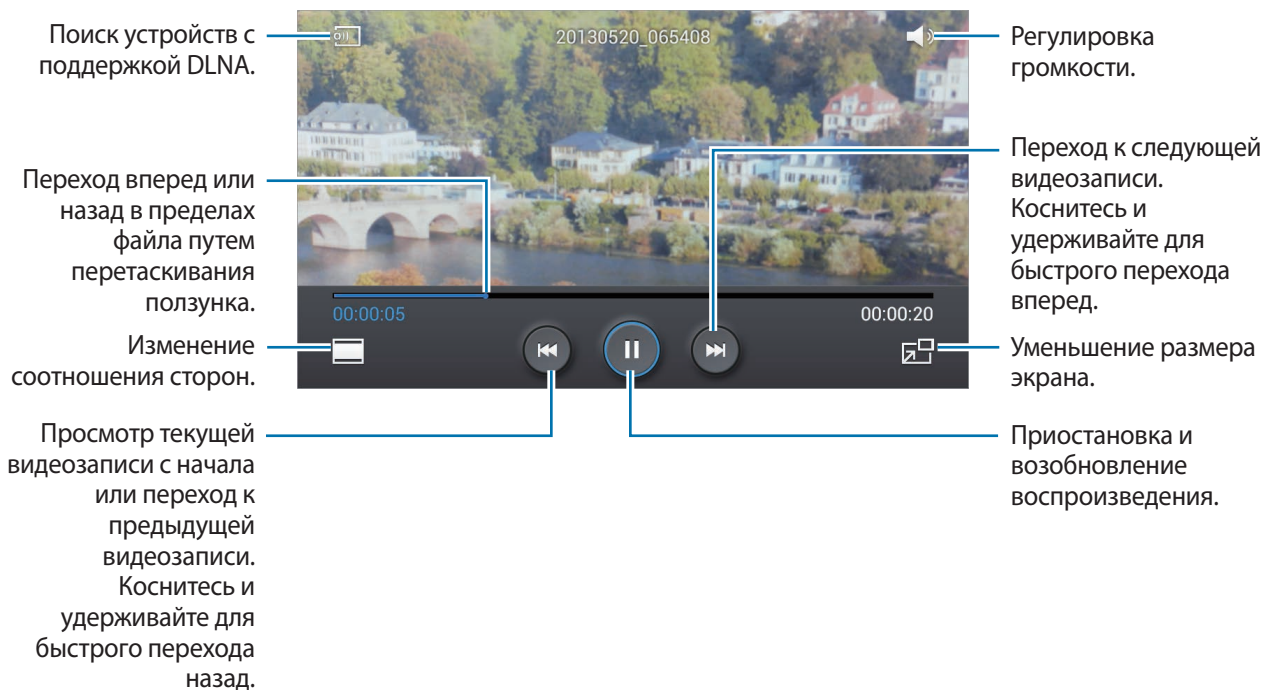 Поиск устройств с
поддержкой DLNA.
Переход вперед или
назад в пределах
файла путем
перетаскивания
ползунка.
Изменение
соотношения сторон.
Просмотр текущей
видеозаписи с начала
или переход к
предыдущей
видеозаписи.
Коснитесь и
удерживайте для
быстрого перехода
назад.
20130520_065408
00:00:05
00:00:20
Регулировка
громкости.
Переход к следующей
видеозаписи.
Коснитесь и
удерживайте для
быстрого перехода
вперед.
Уменьшение размера
экрана.
Приостановка и
возобновление
воспроизведения.